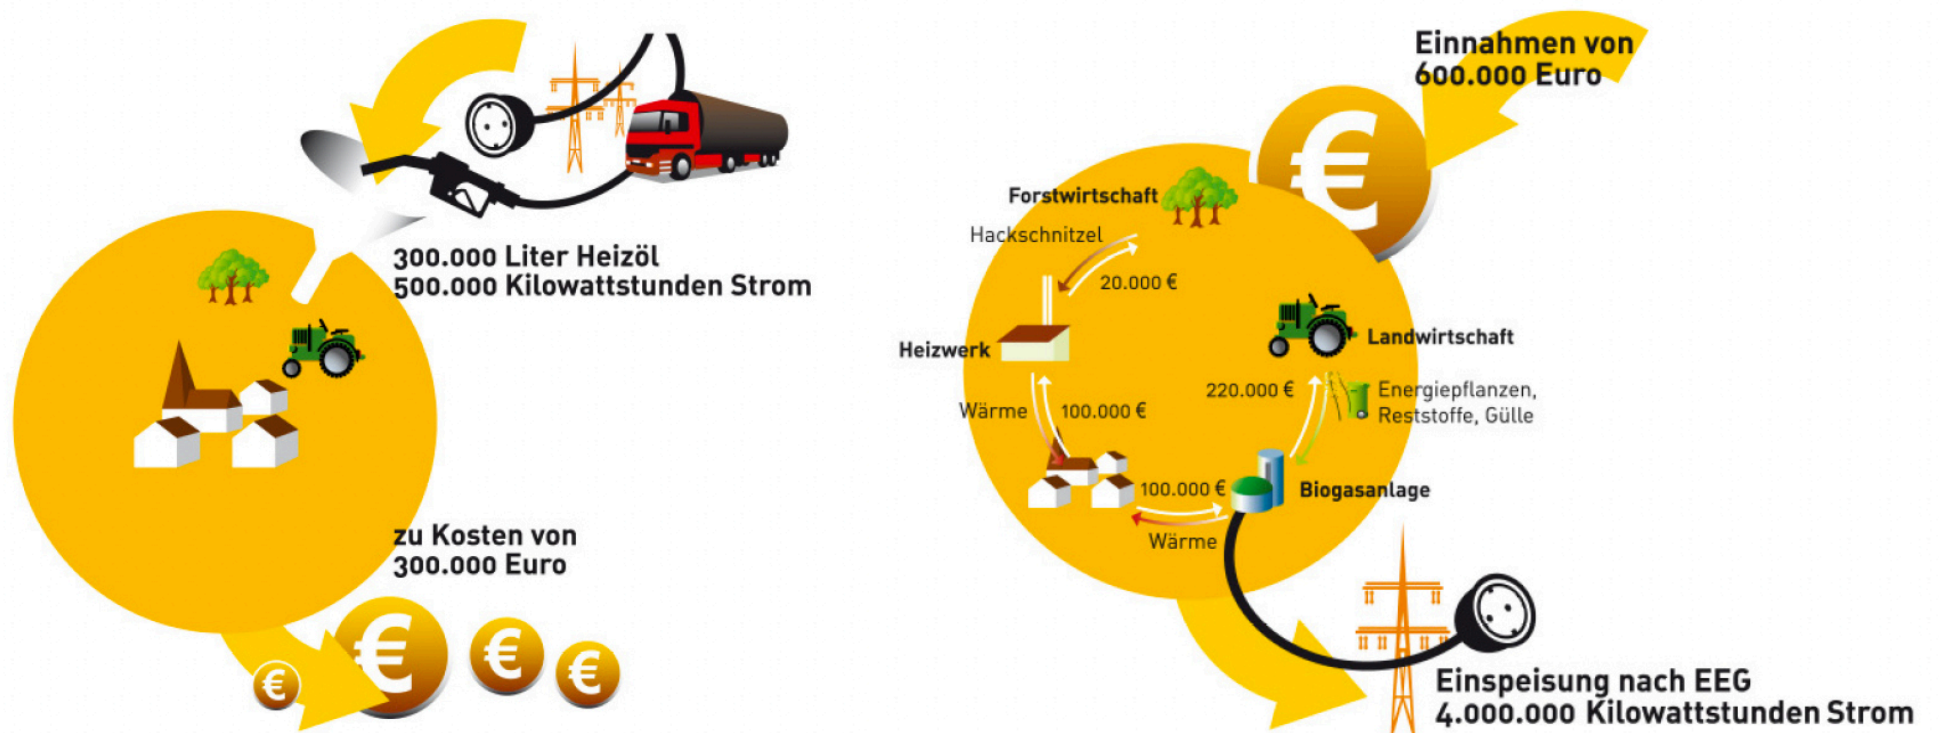 300.000 Liter Heizöl
500.000 Kilowattstunden Strom
zu Kosten von
300.000 Euro
€
€
€
€
Einnahmen von
600.000 Euro
€
Forstwirtschaft
Hackschnitzel
20.000 €
Heizwerk
Landwirtschaft
220.000 €
Energiepflanzen,
Reststoffe, Gülle
Wärme
100.000 €
100.000 €
Biogasanlage
Wärme
Einspeisung nach EEG
4.000.000 Kilowattstunden Strom